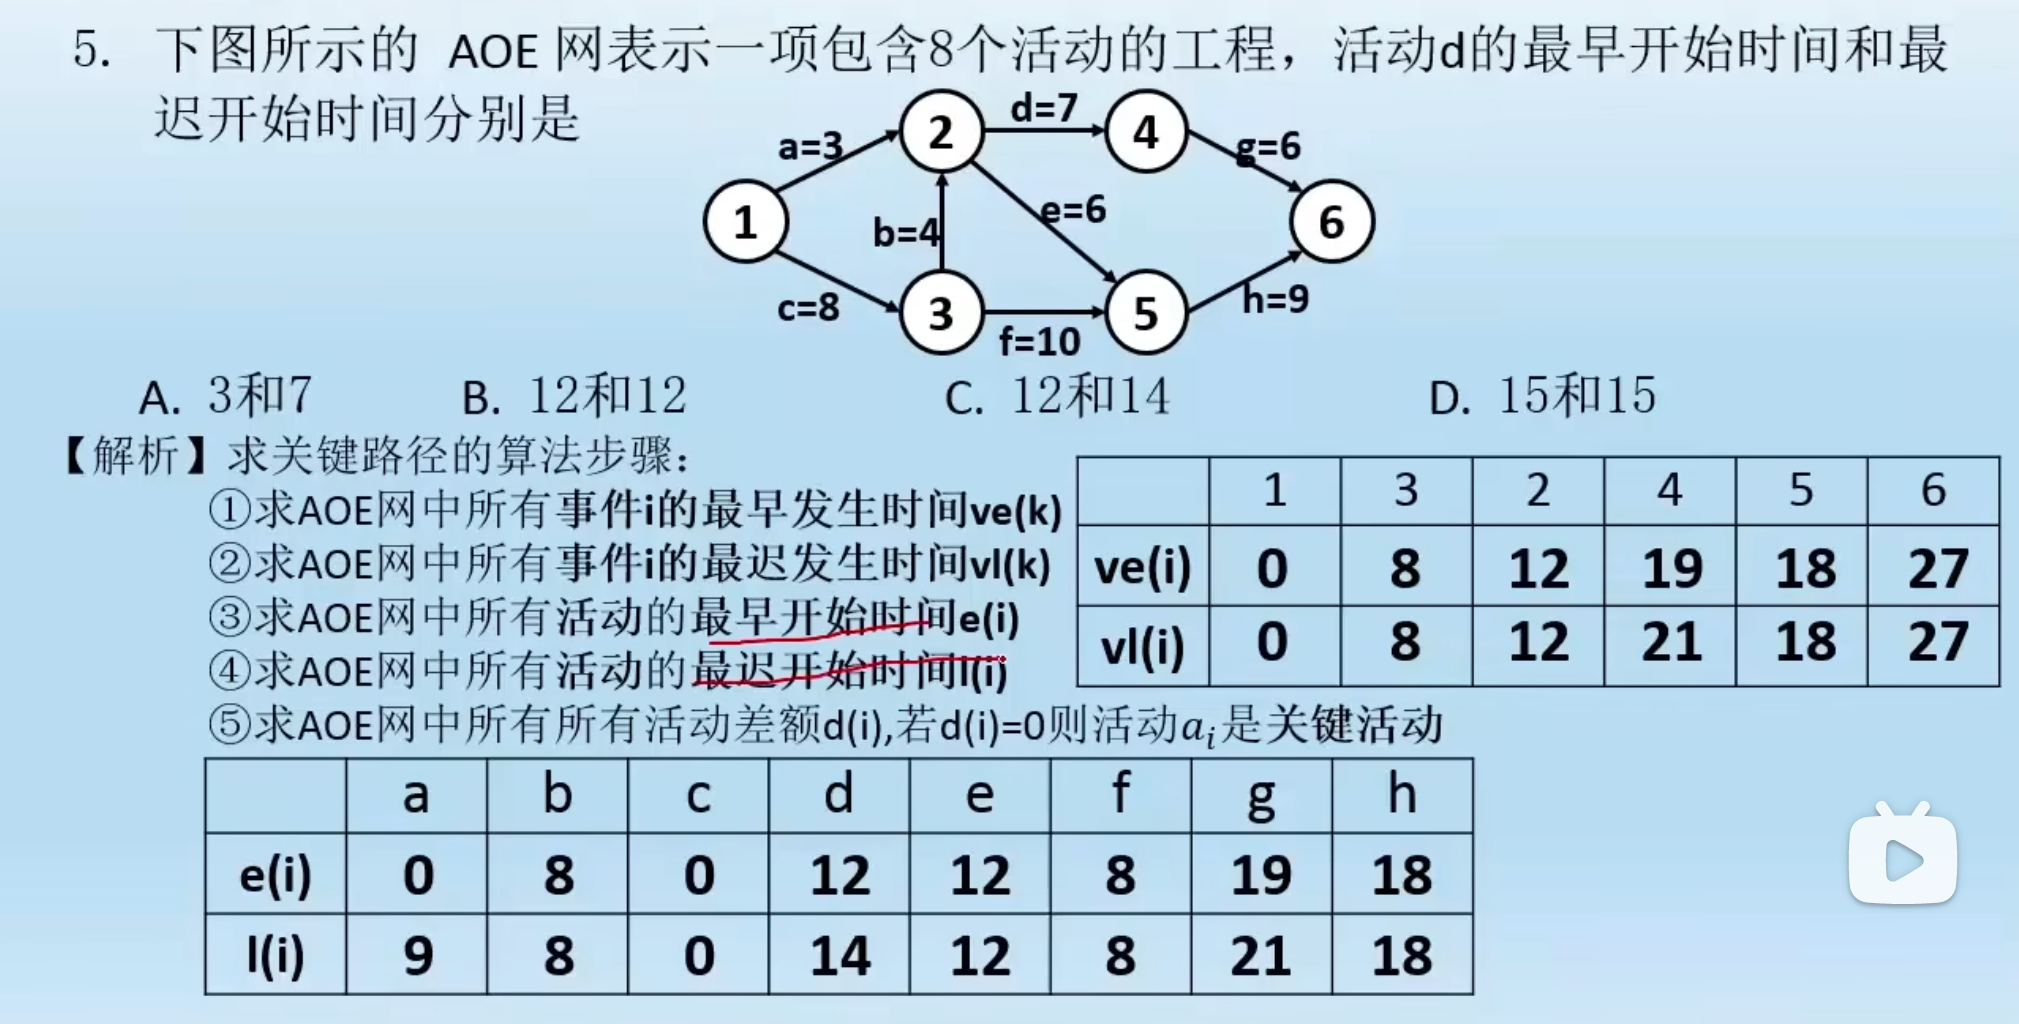 5. 下图所示的 AOE 网表示一项包含8个活动的工程，活动d的最早开始时间和最
迟开始时间分别是
d=7
2
4
a=3
g=6
1
b=4
e=6
6
c=8
h=9
3
5
f=10
A. 3和7 B. 12和12 C. 12和14 D. 15和15
【解析】求关键路径的算法步骤：
①求AOE网中所有事件i的最早发生时间ve(k)
②求AOE网中所有事件i的最迟发生时间vl(k)
③求AOE网中所有活动的最早开始时间e(i)
④求AOE网中所有活动的最迟开始时间l(i)
⑤求AOE网中所有所有活动差额d(i),若d(i)=0则活动aᵢ是关键活动
1 3 2 4 5 6
ve(i) 0 8 12 19 18 27
vl(i) 0 8 12 21 18 27
a b c d e f g h
e(i) 0 8 0 12 12 8 19 18
l(i) 9 8 0 14 12 8 21 18